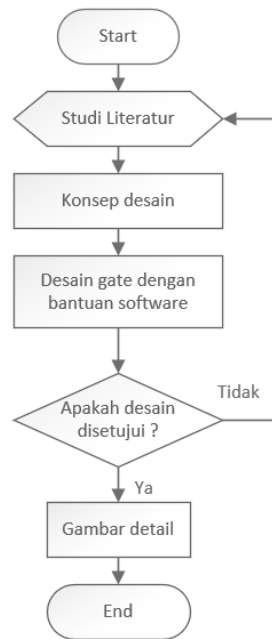 Start
Studi Literatur
Konsep desain
Desain gate dengan
bantuan software
Apakah desain
disetujui ?
Tidak
Ya
Gambar detail
End